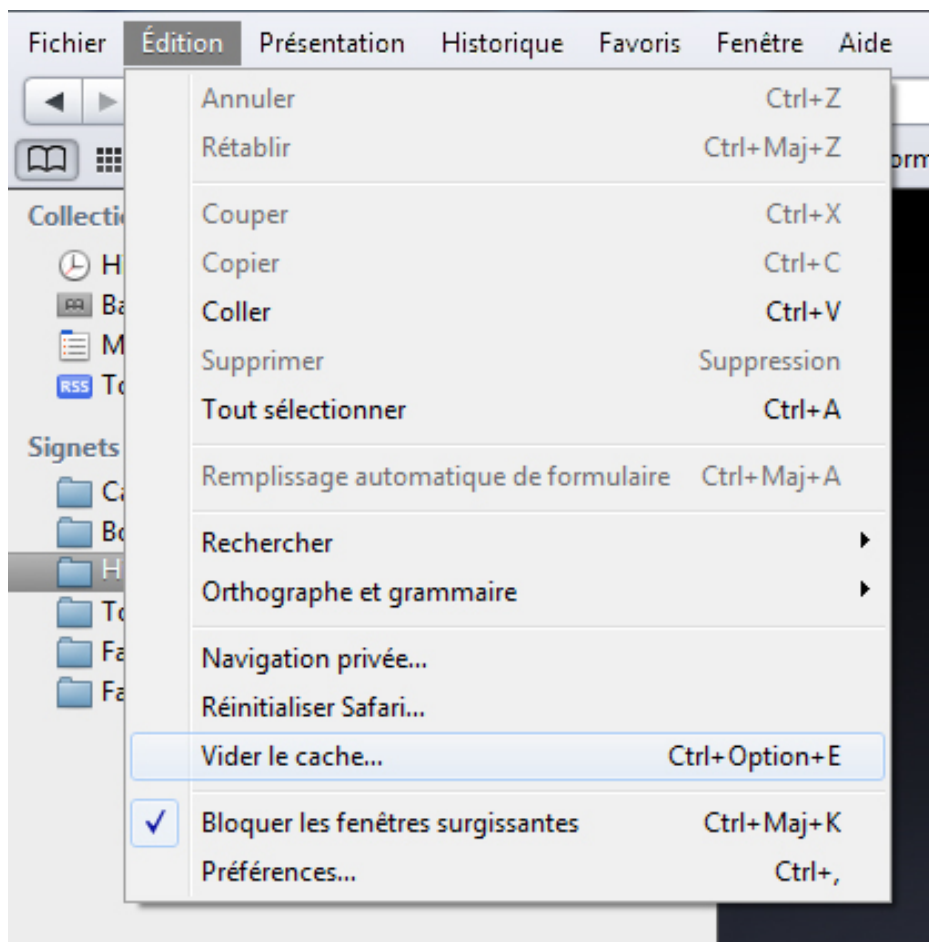 Fichier Édition Présentation Historique Favoris Fenêtre Aide
Annuler Ctrl+Z
Rétablir Ctrl+Maj+Z
Couper Ctrl+X
Copier Ctrl+C
Coller Ctrl+V
Supprimer Suppression
Tout sélectionner Ctrl+A
Remplissage automatique de formulaire Ctrl+Maj+A
Rechercher
Orthographe et grammaire
Navigation privée...
Réinitialiser Safari...
Vider le cache... Ctrl+Option+E
Bloquer les fenêtres surgissantes Ctrl+Maj+K
Préférences... Ctrl+,
RSS
Signets